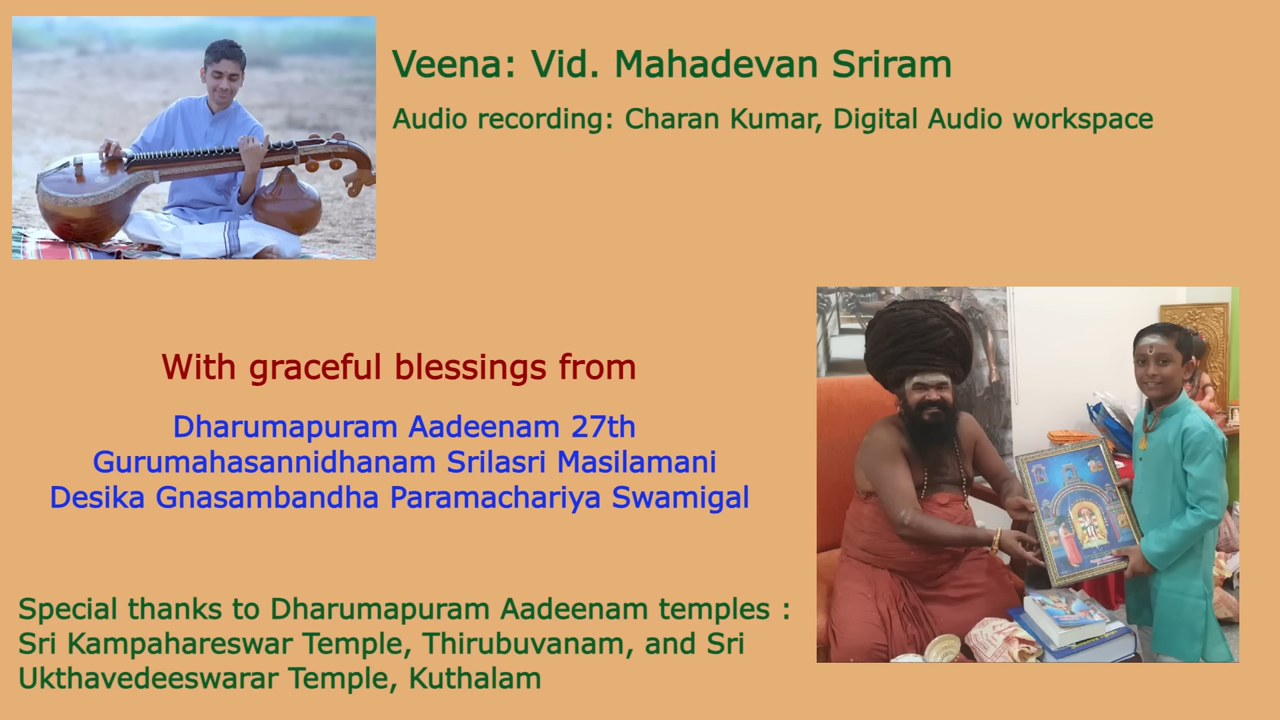 Veena: Vid. Mahadevan Sriram
Audio recording: Charan Kumar, Digital Audio workspace
With graceful blessings from
Dharumapuram Aadeenam 27th
Gurumahasannidhanam Srilasri Masilamani
Desika Gnasambandha Paramachariya Swamigal
Special thanks to Dharumapuram Aadeenam temples :
Sri Kampahareswar Temple, Thirubuvanam, and Sri
Ukthavedeeswarar Temple, Kuthalam